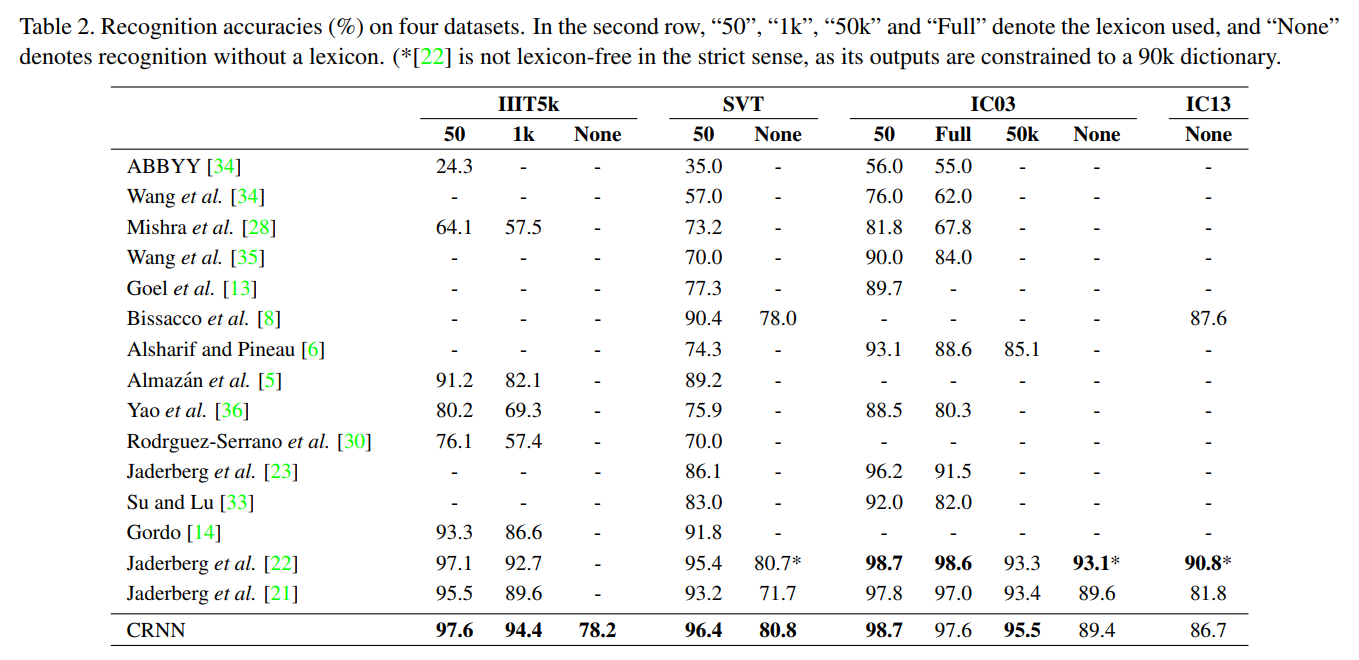 Table 2. Recognition accuracies (%) on four datasets. In the second row, “50”, “1k”, “50k” and “Full” denote the lexicon used, and “None”
denotes recognition without a lexicon. (*[22] is not lexicon-free in the strict sense, as its outputs are constrained to a 90k dictionary.
IIIT5k SVT IC03 IC13
50 1k None 50 None 50 Full 50k None None
ABBYY [34] 24.3 - - 35.0 - 56.0 55.0 - - -
Wang et al. [34] - - - 57.0 - 76.0 62.0 - - -
Mishra et al. [28] 64.1 57.5 - 73.2 - 81.8 67.8 - - -
Wang et al. [35] - - - 70.0 - 90.0 84.0 - - -
Goel et al. [13] - - - 77.3 - 89.7 - - - -
Bissacco et al. [8] - - - 90.4 78.0 - - - - 87.6
Alsharif and Pineau [6] - - - 74.3 - 93.1 88.6 85.1 - -
Almazán et al. [5] 91.2 82.1 - 89.2 - - - - - -
Yao et al. [36] 80.2 69.3 - 75.9 - 88.5 80.3 - - -
Rodrguez-Serrano et al. [30] 76.1 57.4 - 70.0 - - - - - -
Jaderberg et al. [23] - - - 86.1 - 96.2 91.5 - - -
Su and Lu [33] - - - 83.0 - 92.0 82.0 - - -
Gordo [14] 93.3 86.6 - 91.8 - - - - - -
Jaderberg et al. [22] 97.1 92.7 - 95.4 80.7* 98.7 98.6 93.3 93.1* 90.8*
Jaderberg et al. [21] 95.5 89.6 - 93.2 71.7 97.8 97.0 93.4 89.6 81.8
CRNN 97.6 94.4 78.2 96.4 80.8 98.7 97.6 95.5 89.4 86.7